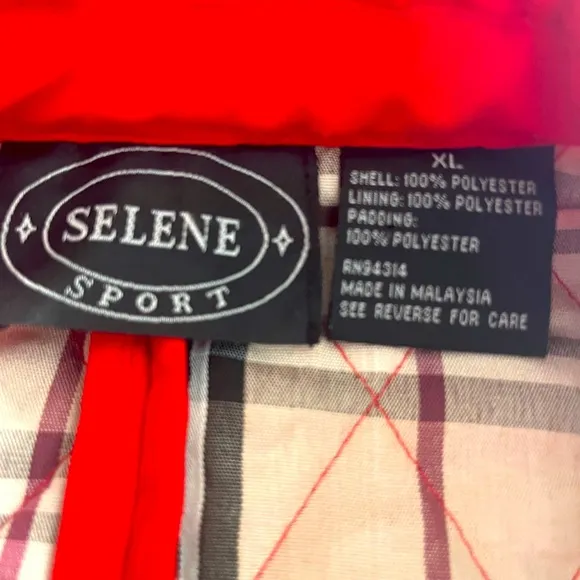 SELENE
SPORT
XL
SHELL: 100% POLYESTER
LINING: 100% POLYESTER
PADDING:
100% POLYESTER
RN94314
MADE IN MALAYSIA
SEE REVERSE FOR CARE